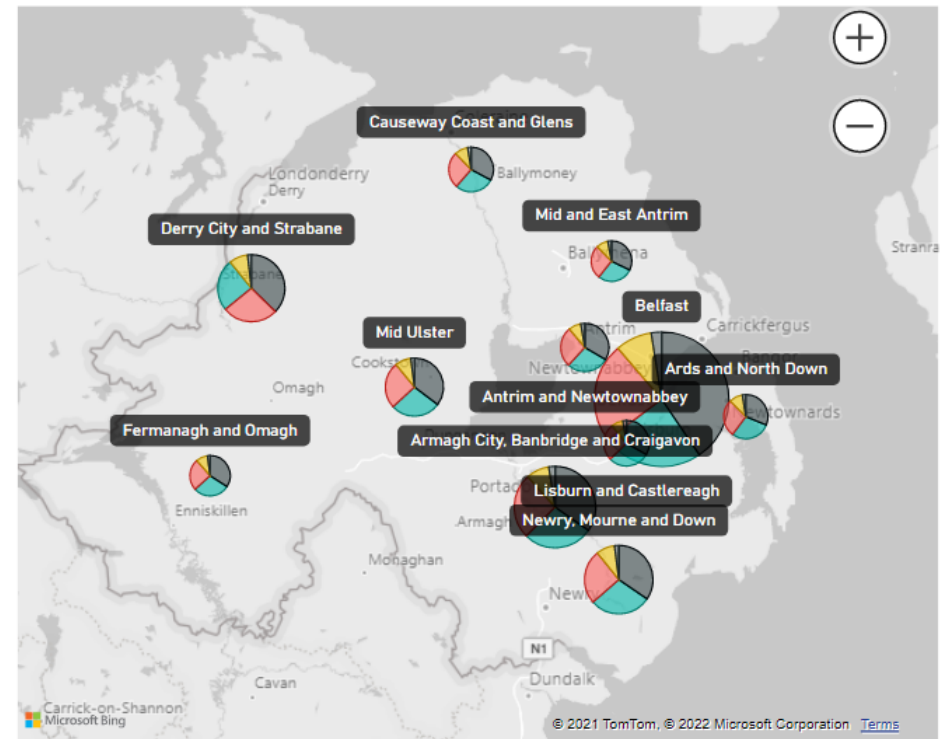 Causeway Coast and Glens
Londonderry
Derry
Ballymoney
Mid and East Antrim
Derry City and Strabane
Stranra
Strabane
Belfast
Mid Ulster
Antrim
Carrickfergus
Bangor
Cookstown
Newtownabbey
Ards and North Down
Omagh
Antrim and Newtownabbey
Newtownards
Fermanagh and Omagh
Armagh City, Banbridge and Craigavon
Lisburn and Castlereagh
Enniskillen
Armagh
Newry, Mourne and Down
Monaghan
Newry
N1
Dundalk
Cavan
Carrick-on-Shannon
Microsoft Bing
© 2021 TomTom, © 2022 Microsoft Corporation Terms